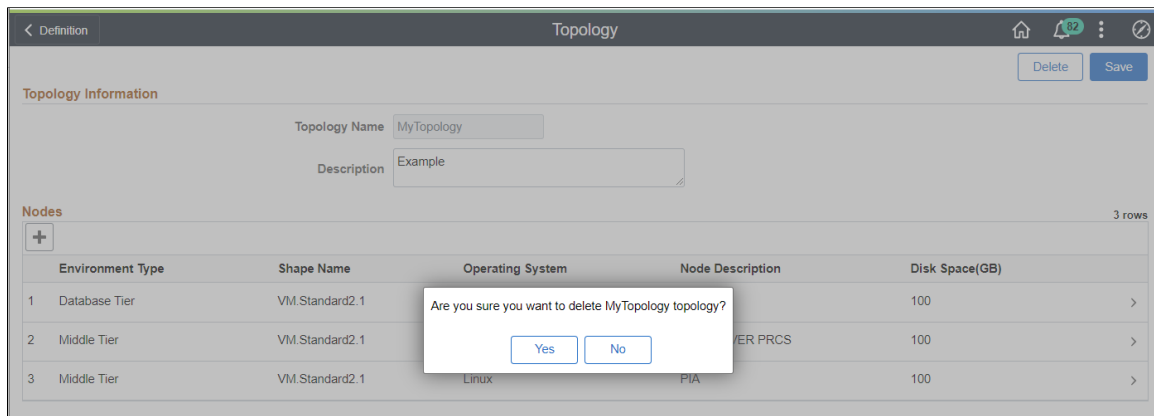 Definition
Topology
82
Delete
Save
Topology Information
Topology Name MyTopology
Description Example
Nodes
3 rows
Environment Type Shape Name Operating System Node Description Disk Space(GB)
1 Database Tier VM.Standard2.1 100
2 Middle Tier VM.Standard2.1 PRCS 100
3 Middle Tier VM.Standard2.1 Linux PIA 100
Are you sure you want to delete MyTopology topology?
Yes
No